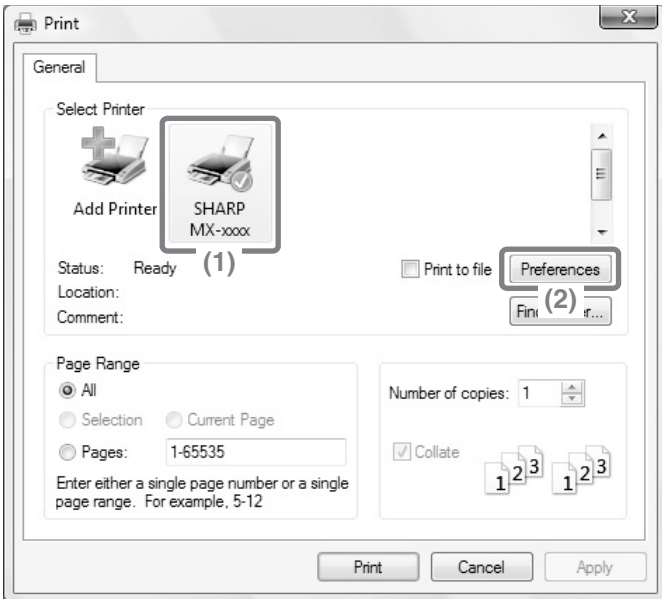 Print
General
Select Printer
Add Printer
SHARP
MX-xxxx
(1)
Status: Ready
Location:
Comment:
Print to file
Preferences
(2)
Page Range
All
Selection
Current Page
Pages: 1-65535
Enter either a single page number or a single
page range. For example, 5-12
Number of copies: 1
Collate
1 2 3 1 2 3
Print Cancel Apply